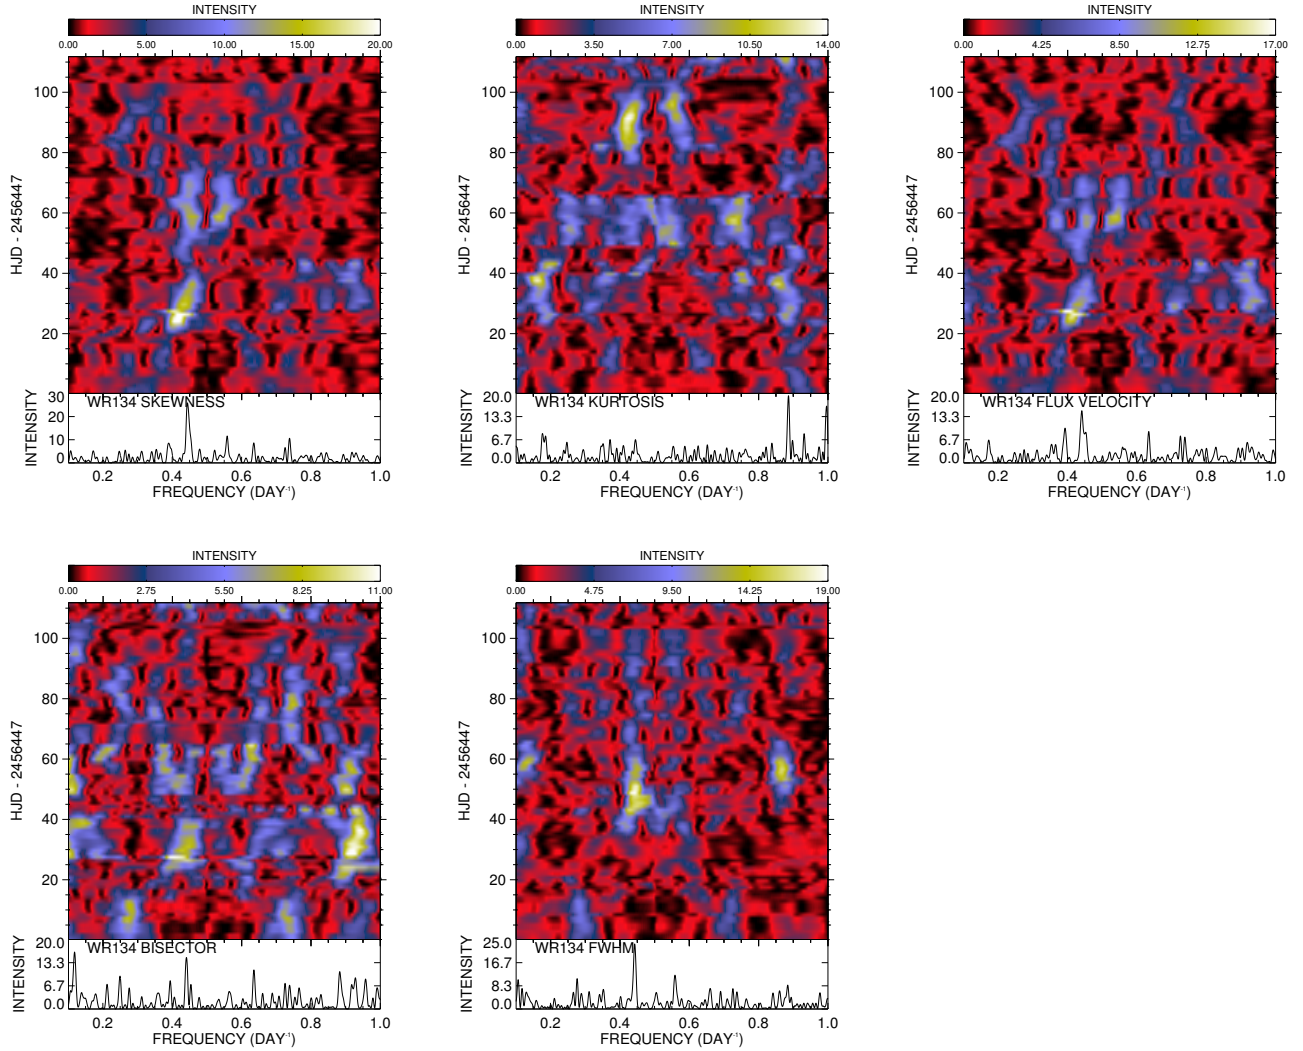 INTENSITY
0.00 5.00 10.00 15.00 20.00
HJD - 2456447
100
80
60
40
20
INTENSITY
30
20
10
0
WR134 SKEWNESS
0.2 0.4 0.6 0.8 1.0
FREQUENCY (DAY⁻¹)
INTENSITY
0.00 3.50 7.00 10.50 14.00
HJD - 2456447
100
80
60
40
20
INTENSITY
20.0
13.3
6.7
0.0
WR134 KURTOSIS
0.2 0.4 0.6 0.8 1.0
FREQUENCY (DAY⁻¹)
INTENSITY
0.00 4.25 8.50 12.75 17.00
HJD - 2456447
100
80
60
40
20
INTENSITY
20.0
13.3
6.7
0.0
WR134 FLUX VELOCITY
0.2 0.4 0.6 0.8 1.0
FREQUENCY (DAY⁻¹)
INTENSITY
0.00 2.75 5.50 8.25 11.00
HJD - 2456447
100
80
60
40
20
INTENSITY
20.0
13.3
6.7
0.0
WR134 BISECTOR
0.2 0.4 0.6 0.8 1.0
FREQUENCY (DAY⁻¹)
INTENSITY
0.00 4.75 9.50 14.25 19.00
HJD - 2456447
100
80
60
40
20
INTENSITY
25.0
16.7
8.3
0.0
WR134 FWHM
0.2 0.4 0.6 0.8 1.0
FREQUENCY (DAY⁻¹)